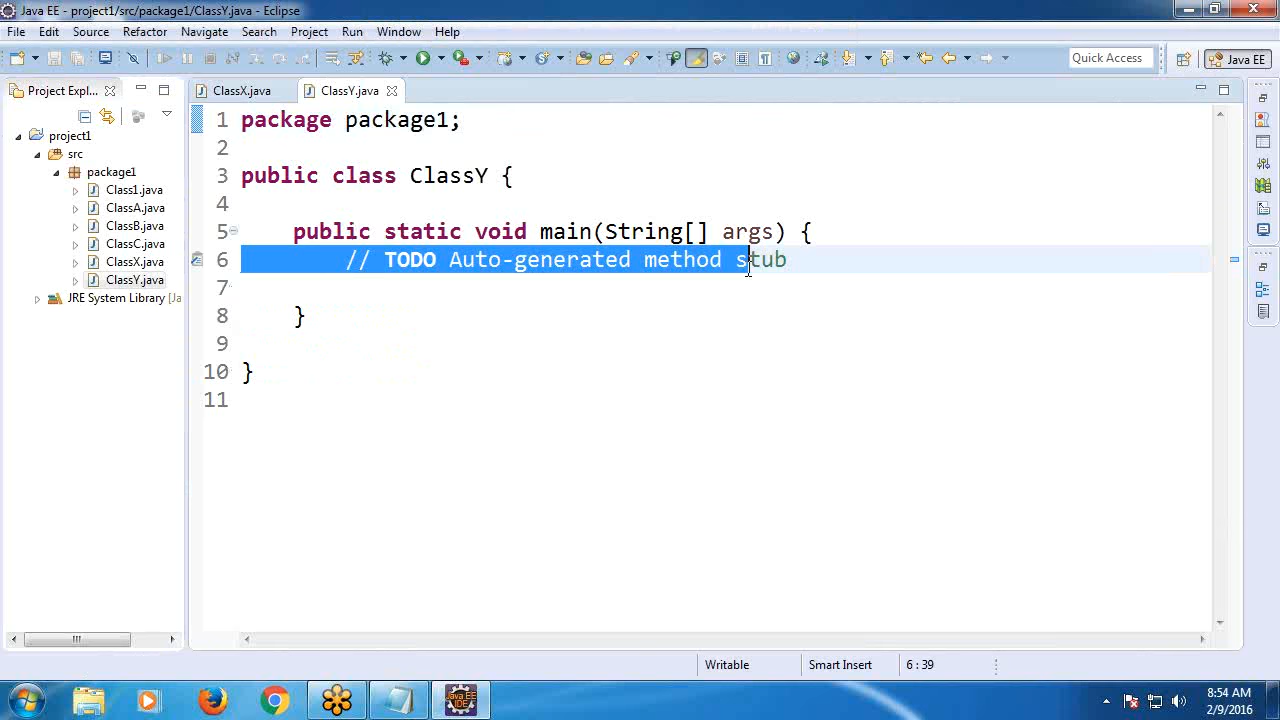 Java EE - project1/src/package1/ClassY.java - Eclipse
File Edit Source Refactor Navigate Search Project Run Window Help
Quick Access
Java EE
Project Expl...
ClassX.java
ClassY.java
project1
src
package1
Class1.java
ClassA.java
ClassB.java
ClassC.java
ClassX.java
ClassY.java
JRE System Library [Ja
1 package package1;
2
3 public class ClassY {
4
5 public static void main(String[] args) {
6 // TODO Auto-generated method stub
7
8 }
9
10 }
11
Writable
Smart Insert
6 : 39
Java EE
IDE
8:54 AM
2/9/2016